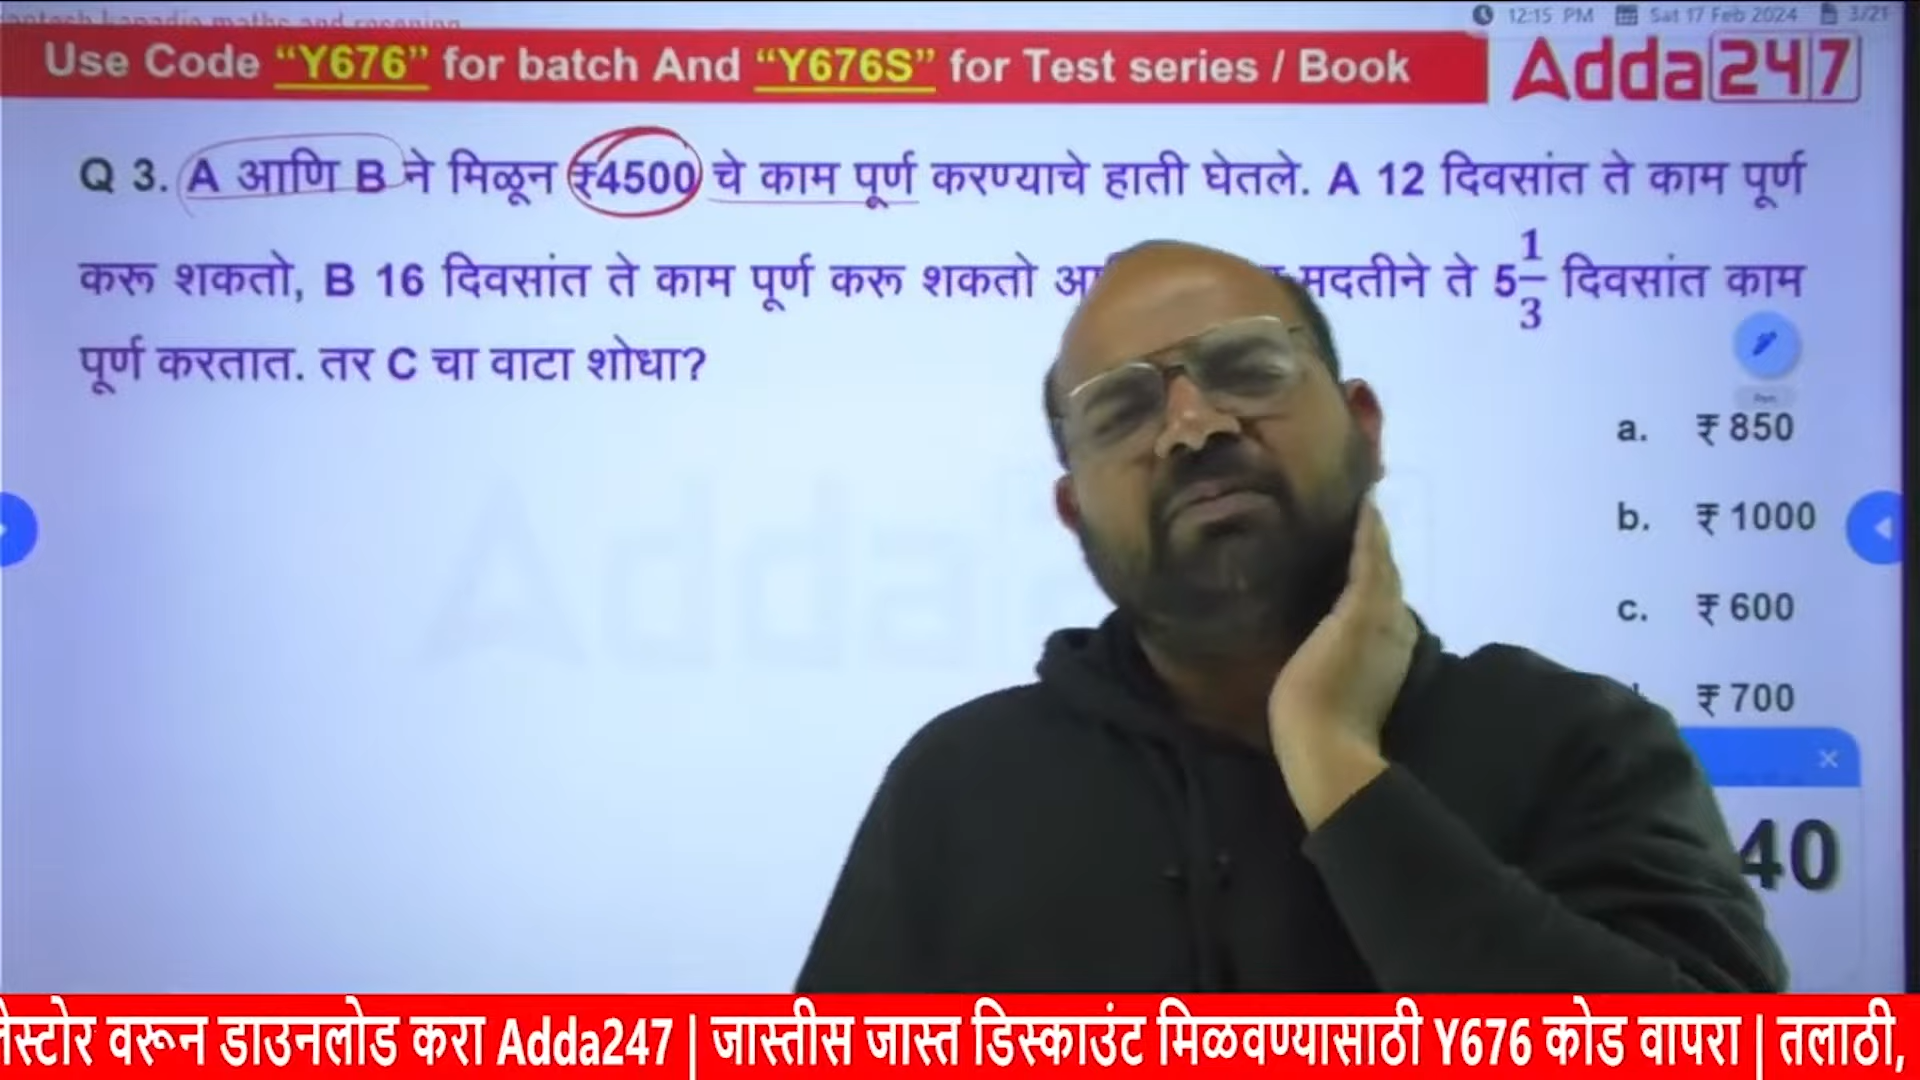 12:15 PM Sat 17 Feb 2024 3/21
Use Code “Y676” for batch And “Y676S” for Test series / Book
Adda247
Q 3. A आणि B ने मिळून ₹4500 चे काम पूर्ण करण्याचे हाती घेतले. A 12 दिवसांत ते काम पूर्ण
करू शकतो, B 16 दिवसांत ते काम पूर्ण करू शकतो मदतीने ते 5 1/3 दिवसांत काम
पूर्ण करतात. तर C चा वाटा शोधा?
Pen
a. ₹ 850
b. ₹ 1000
c. ₹ 600
₹ 700
40
वरून डाउनलोड करा Adda247 | जास्तीस जास्त डिस्काउंट मिळवण्यासाठी Y676 कोड वापरा | तलाठी,